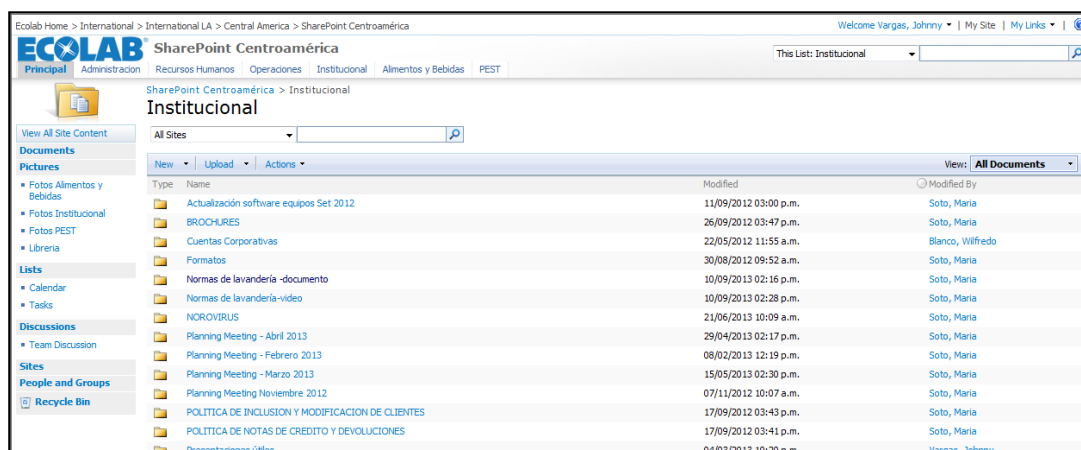 Ecolab Home > International > International LA > Central America > SharePoint Centroamérica
Welcome Vargas, Johnny | My Site | My Links |
ECOLAB® SharePoint Centroamérica
This List: Institucional
Principal Administracion Recursos Humanos Operaciones Institucional Alimentos y Bebidas PEST
SharePoint Centroamérica > Institucional
Institucional
View All Site Content
All Sites
Documents
Pictures
Fotos Alimentos y
Bebidas
Fotos Institucional
Fotos PEST
Libreria
Lists
Calendar
Tasks
Discussions
Team Discussion
Sites
People and Groups
Recycle Bin
New Upload Actions View: All Documents
Type Name Modified Modified By
Actualización software equipos Set 2012 11/09/2012 03:00 p.m. Soto, Maria
BROCHURES 26/09/2012 03:47 p.m. Soto, Maria
Cuentas Corporativas 22/05/2012 11:55 a.m. Blanco, Wilfredo
Formatos 30/08/2012 09:52 a.m. Soto, Maria
Normas de lavandería -documento 10/09/2013 02:16 p.m. Soto, Maria
Normas de lavandería-video 10/09/2013 02:28 p.m. Soto, Maria
NOROVIRUS 21/06/2013 10:09 a.m. Soto, Maria
Planning Meeting - Abril 2013 29/04/2013 02:17 p.m. Soto, Maria
Planning Meeting - Febrero 2013 08/02/2013 12:19 p.m. Soto, Maria
Planning Meeting - Marzo 2013 15/05/2013 02:30 p.m. Soto, Maria
Planning Meeting Noviembre 2012 07/11/2012 10:07 a.m. Soto, Maria
POLITICA DE INCLUSION Y MODIFICACION DE CLIENTES 17/09/2012 03:43 p.m. Soto, Maria
POLITICA DE NOTAS DE CREDITO Y DEVOLUCIONES 17/09/2012 03:41 p.m. Soto, Maria
Presentaciones útiles Vargas, Johnny